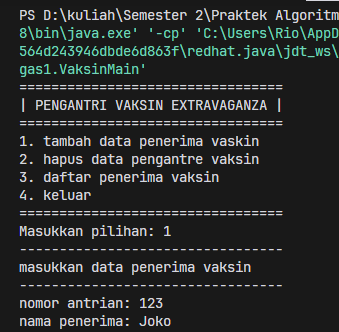 PS D:\kuliah\Semester 2\Praktek Algoritm
8\bin\java.exe' '-cp' 'C:\Users\Rio\AppD
564d243946dbde6d863f\redhat.java\jdt_ws\
gas1.VaksinMain'
=================================
| PENGANTRI VAKSIN EXTRAVAGANZA |
=================================
1. tambah data penerima vaskin
2. hapus data pengantre vaksin
3. daftar penerima vaksin
4. keluar
=================================
Masukkan pilihan: 1
---------------------------------
masukkan data penerima vaksin
---------------------------------
nomor antrian: 123
nama penerima: Joko